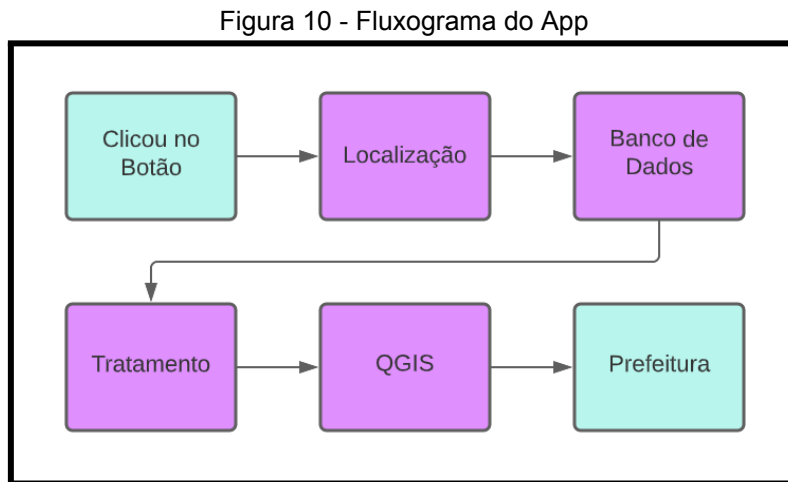 Figura 10 - Fluxograma do App
Clicou no
Botão
Localização
Banco de
Dados
Tratamento
QGIS
Prefeitura